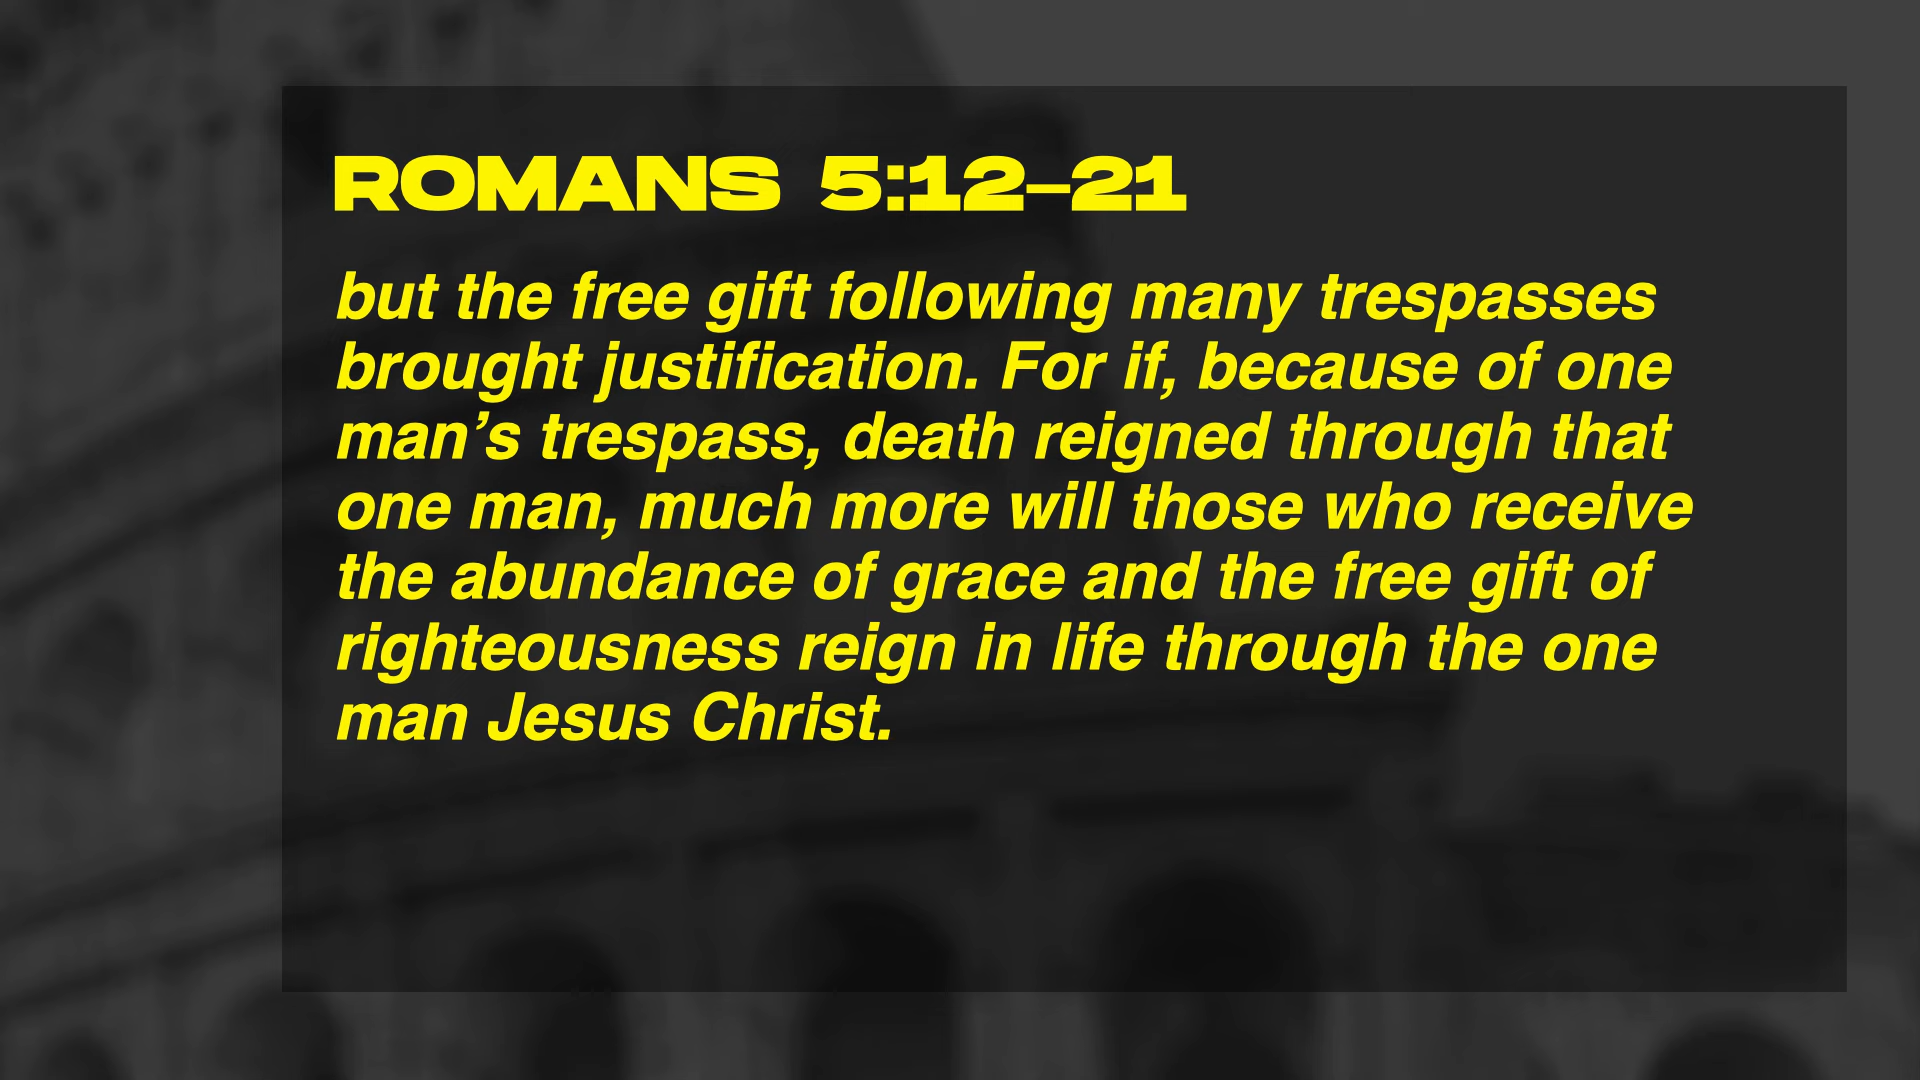 ROMANS 5:12–21
but the free gift following many trespasses
brought justification. For if, because of one
man’s trespass, death reigned through that
one man, much more will those who receive
the abundance of grace and the free gift of
righteousness reign in life through the one
man Jesus Christ.